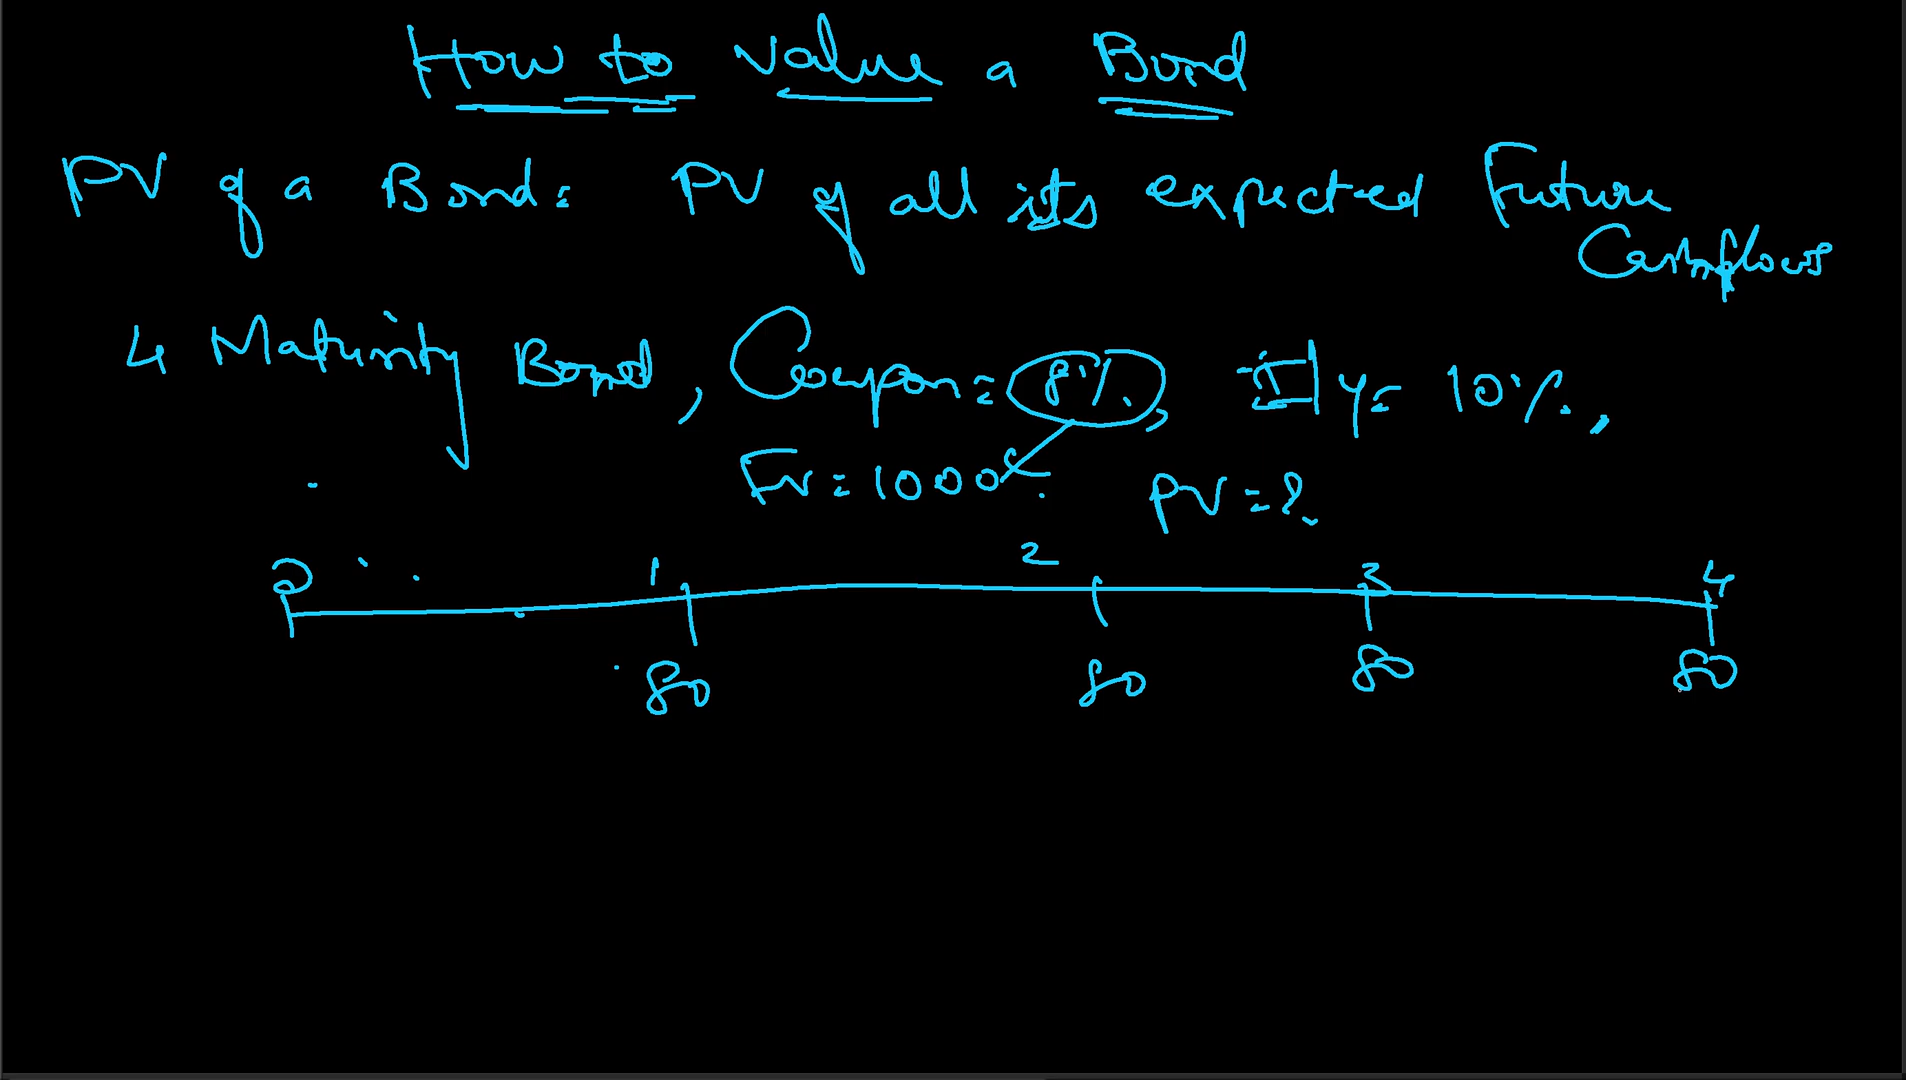 How to value a Bond
PV of a Bond = PV of all its expected Future
Cashflows
4 Maturity Bond, Coupon = 8%, I/Y = 10%,
FV = 1000 PV = ?
0 1 2 3 4
80 80 80 80